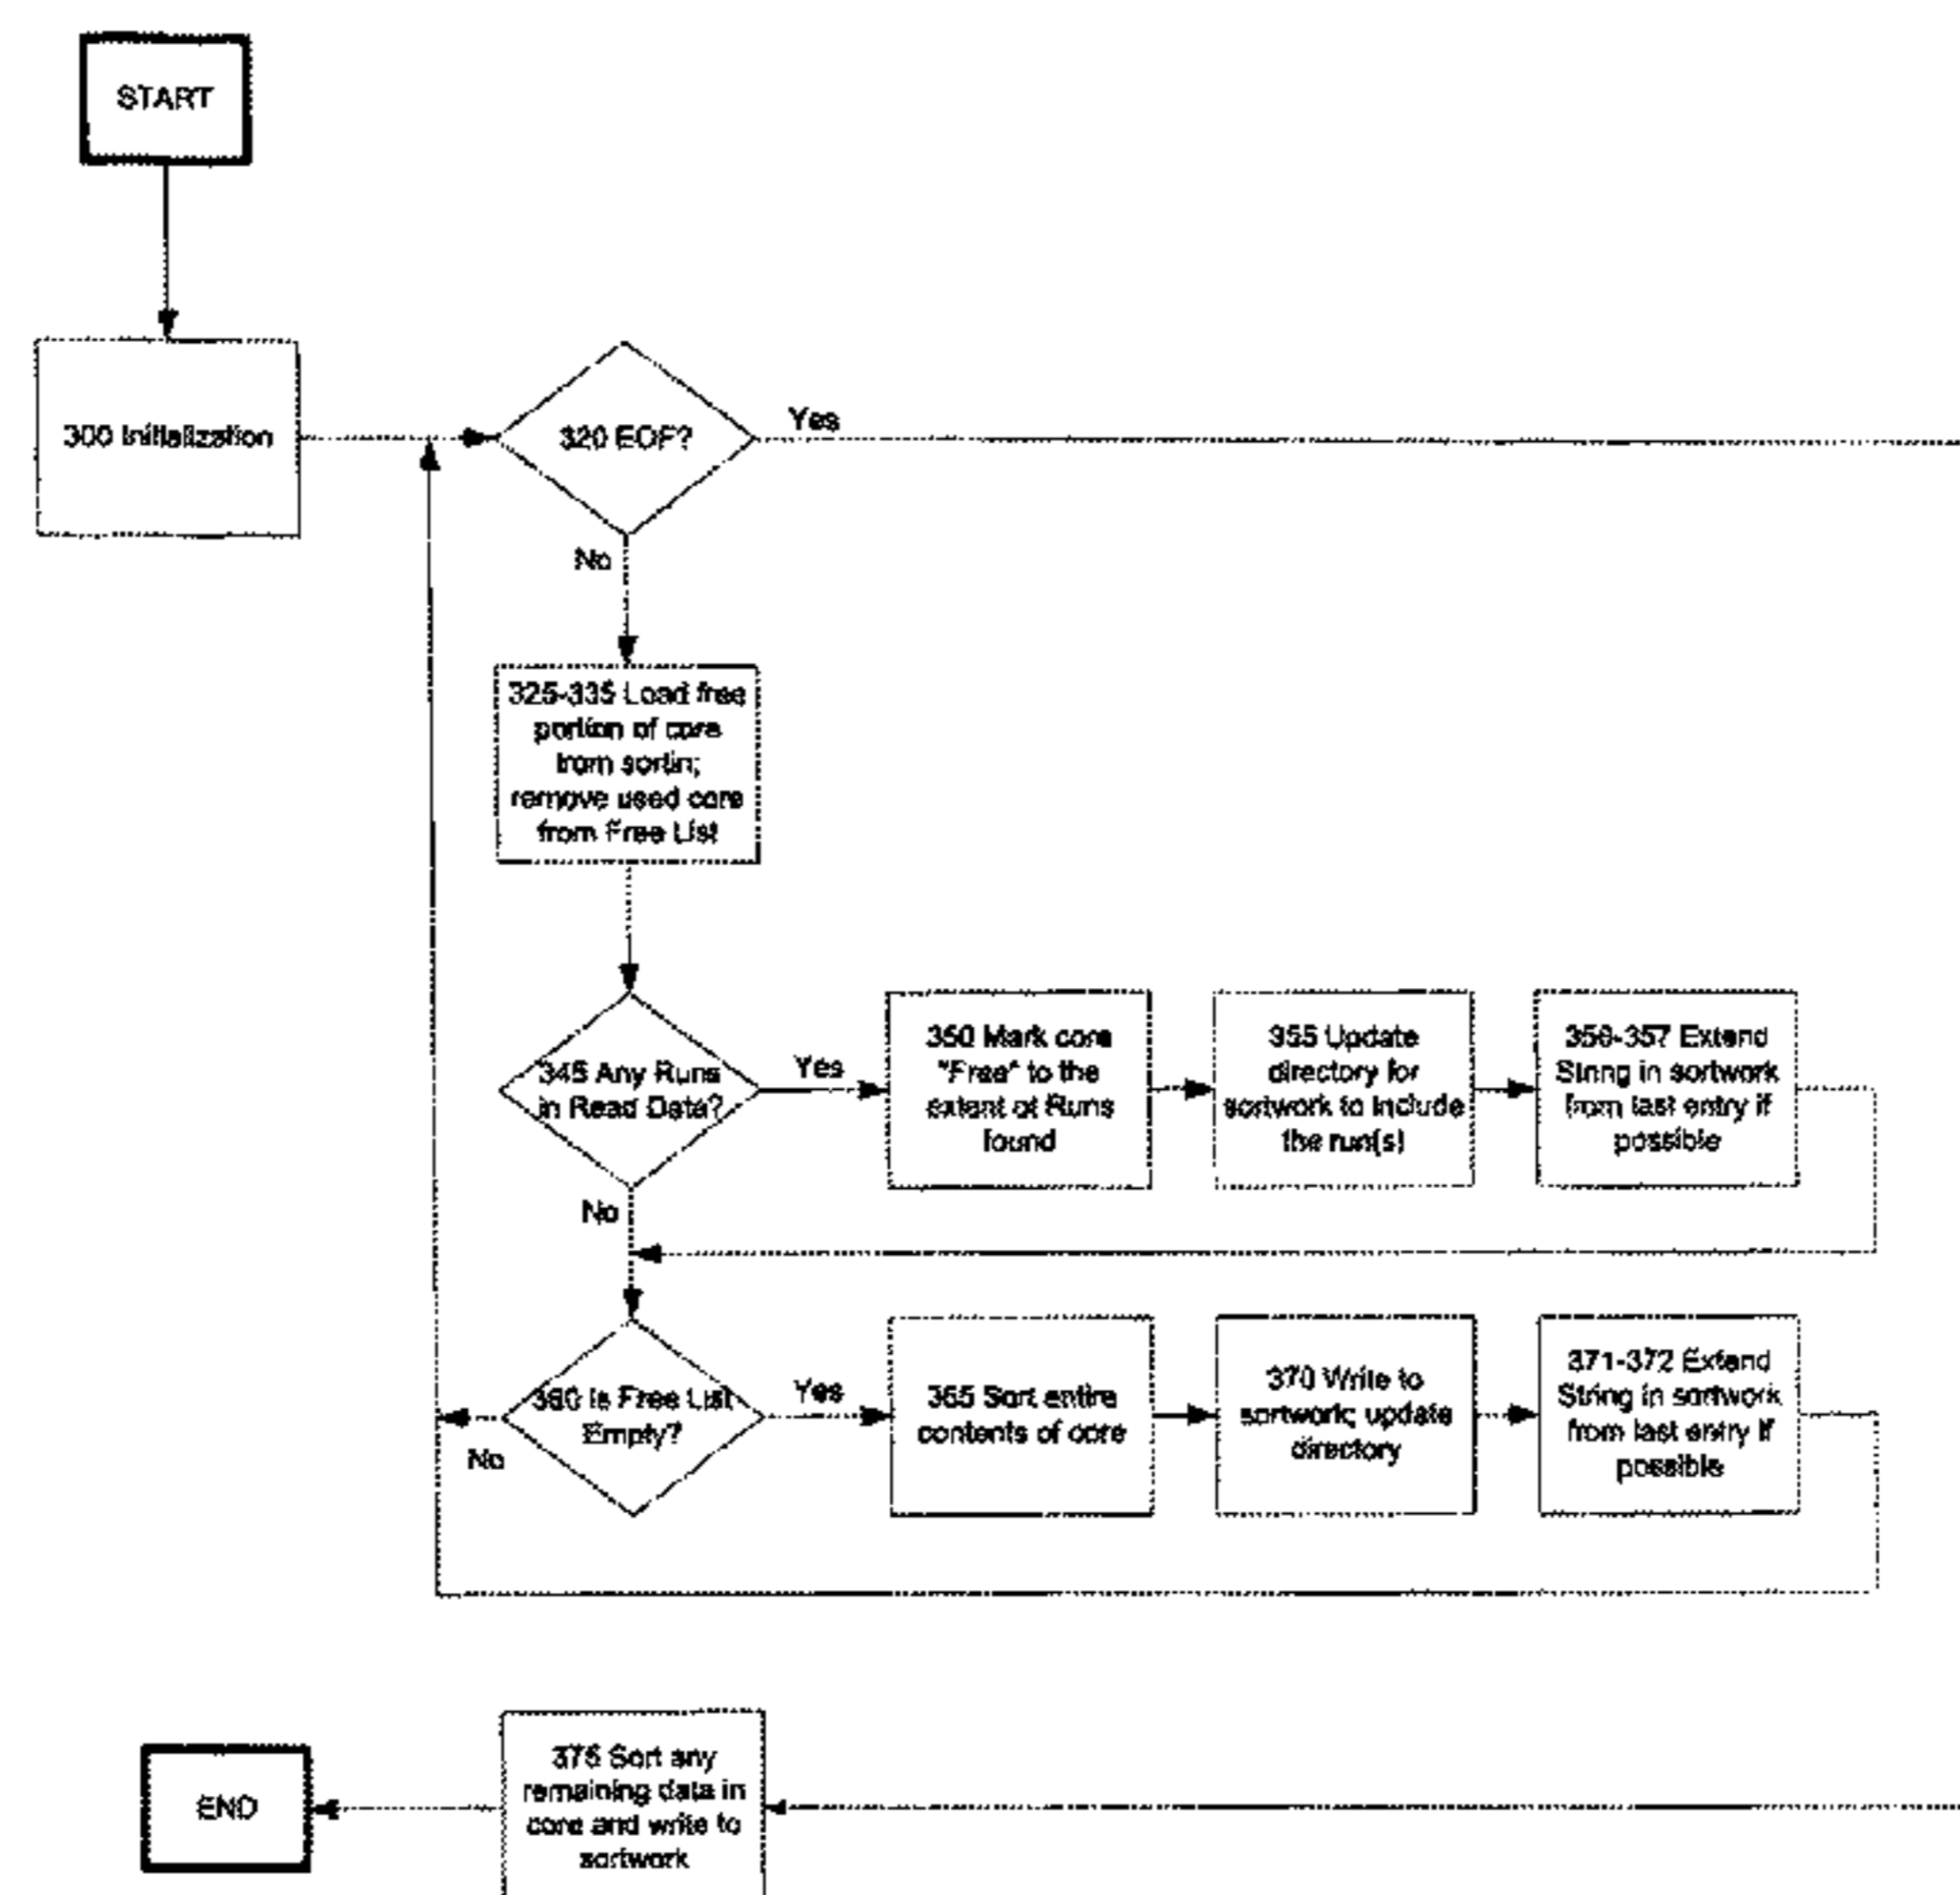 START
300 Initialization
320 EOF?
Yes
No
325-335 Load free
portion of core
from sortin;
remove used core
from Free List
345 Any Runs
in Read Data?
Yes
No
350 Mark core
"Free" to the
extent of Runs
found
355 Update
directory for
sortwork to include
the run(s)
356-357 Extend
String in sortwork
from last entry if
possible
360 Is Free List
Empty?
Yes
No
365 Sort entire
contents of core
370 Write to
sortwork; update
directory
371-372 Extend
String in sortwork
from last entry if
possible
375 Sort any
remaining data in
core and write to
sortwork
END